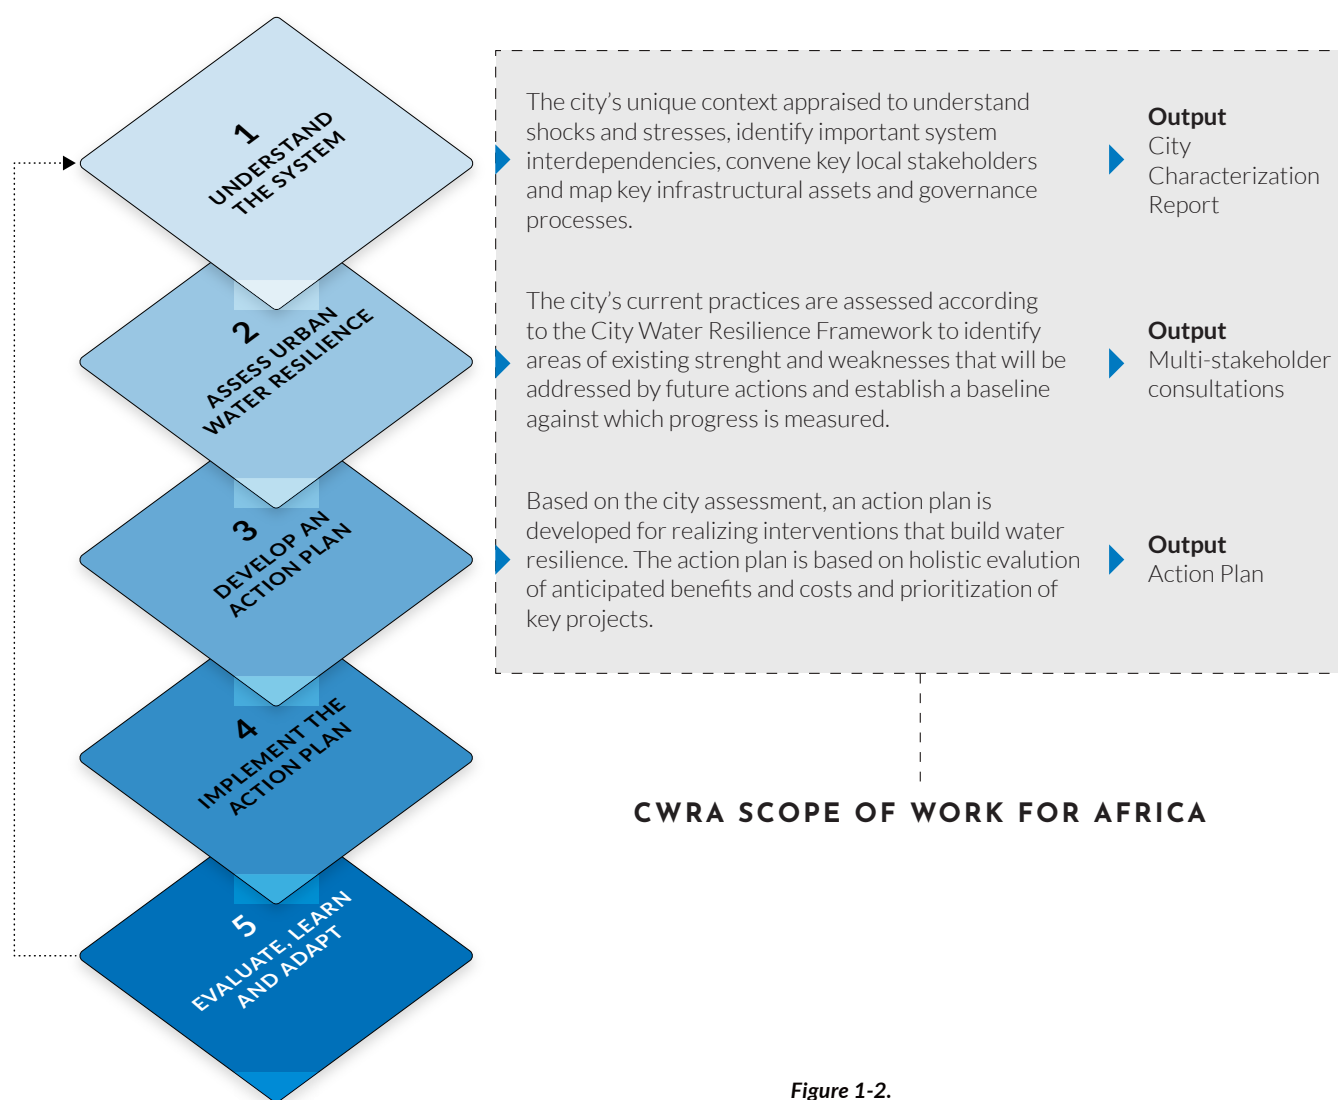 1
UNDERSTAND
THE SYSTEM
The city’s unique context appraised to understand
shocks and stresses, identify important system
interdependencies, convene key local stakeholders
and map key infrastructural assets and governance
processes.
Output
City
Characterization
Report
2
ASSESS URBAN
WATER RESILIENCE
The city’s current practices are assessed according
to the City Water Resilience Framework to identify
areas of existing strenght and weaknesses that will be
addressed by future actions and establish a baseline
against which progress is measured.
Output
Multi-stakeholder
consultations
3
DEVELOP AN
ACTION PLAN
Based on the city assessment, an action plan is
developed for realizing interventions that build water
resilience. The action plan is based on holistic evalution
of anticipated benefits and costs and prioritization of
key projects.
Output
Action Plan
4
IMPLEMENT THE
ACTION PLAN
CWRA SCOPE OF WORK FOR AFRICA
5
EVALUATE, LEARN
AND ADAPT
Figure 1-2.